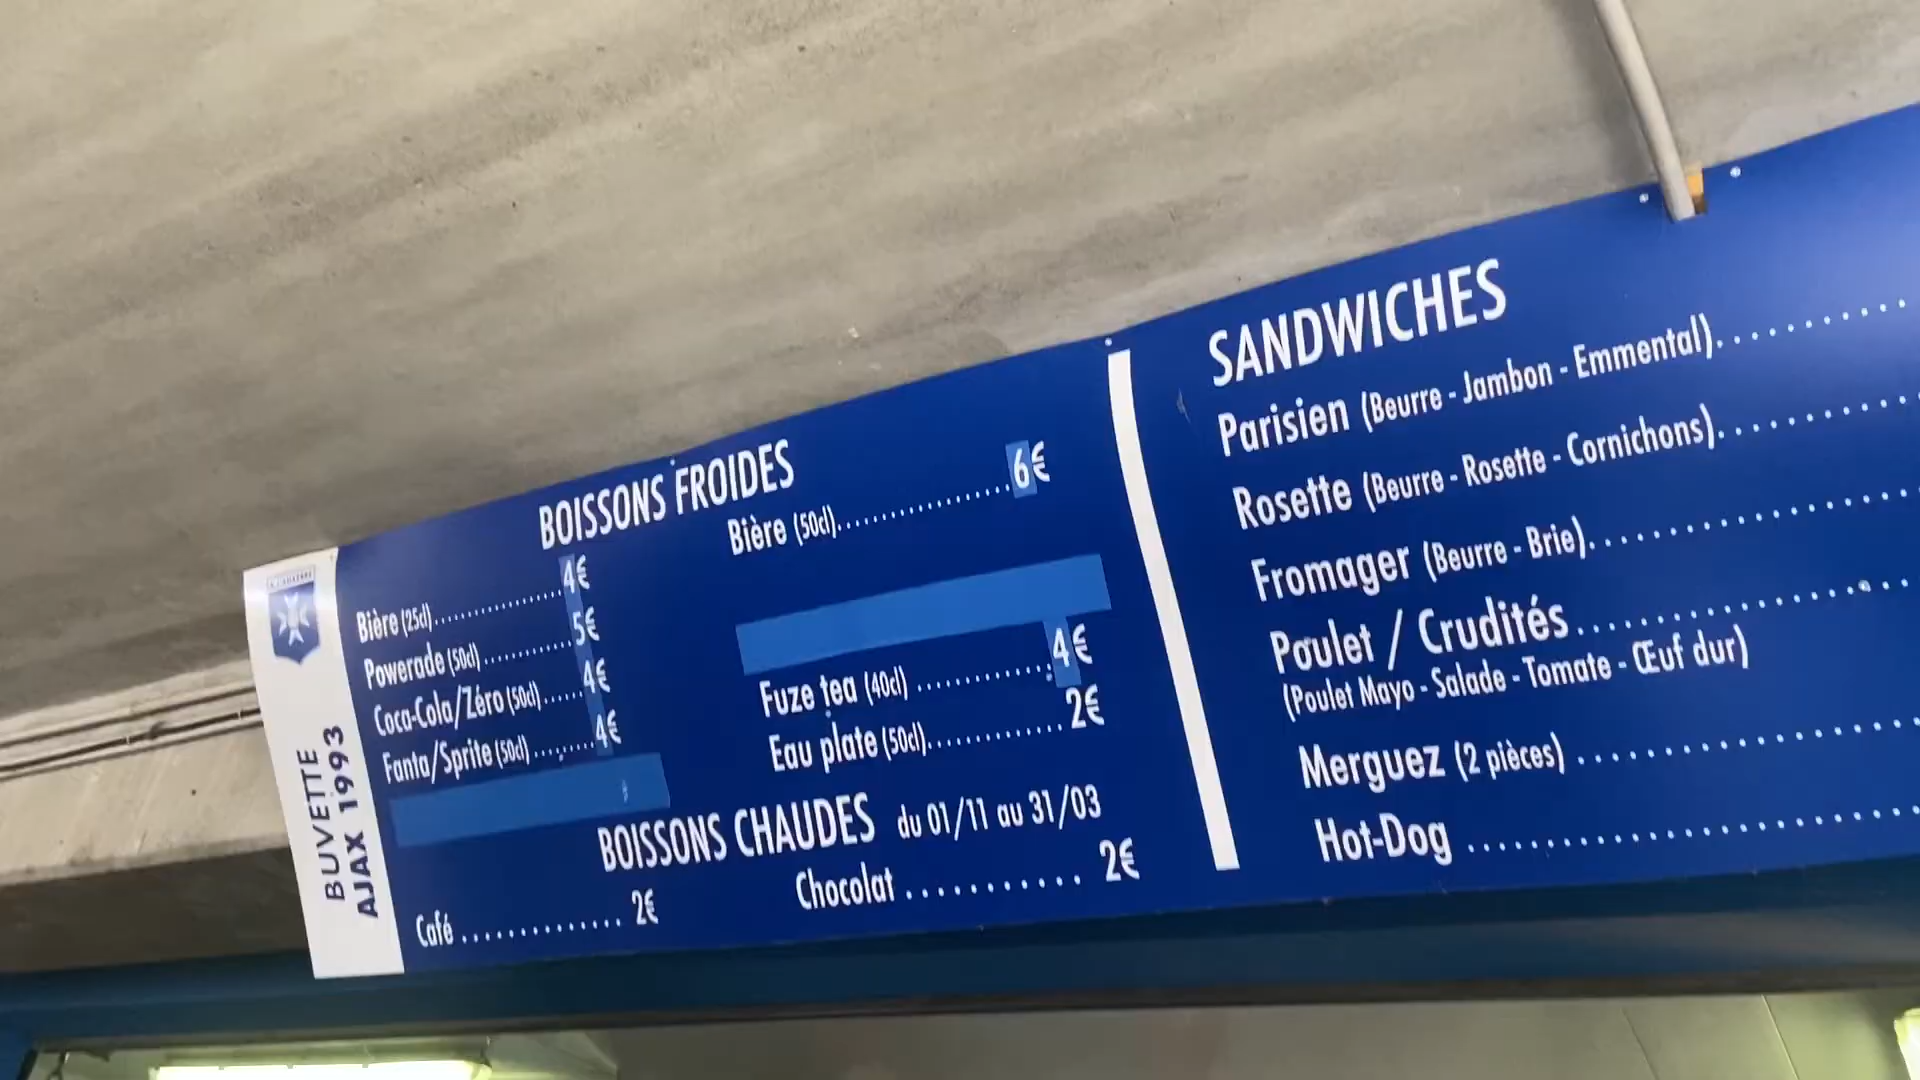 BUVETTE
AJAX 1993
BOISSONS FROIDES
Bière (25cl)..............4€
Powerade (50cl)..........5€
Coca-Cola/Zéro (50cl).....4€
Fanta/Sprite (50cl)........4€
Bière (50cl)..................6€
Fuze tea (40cl)..............4€
Eau plate (50cl)..............2€
BOISSONS CHAUDES du 01/11 au 31/03
Café.............2€
Chocolat...........2€
SANDWICHES
Parisien (Beurre - Jambon - Emmental)..........
Rosette (Beurre - Rosette - Cornichons)..........
Fromager (Beurre - Brie)................
Poulet / Crudités................
(Poulet Mayo - Salade - Tomate - Œuf dur)
Merguez (2 pièces)................
Hot-Dog......................